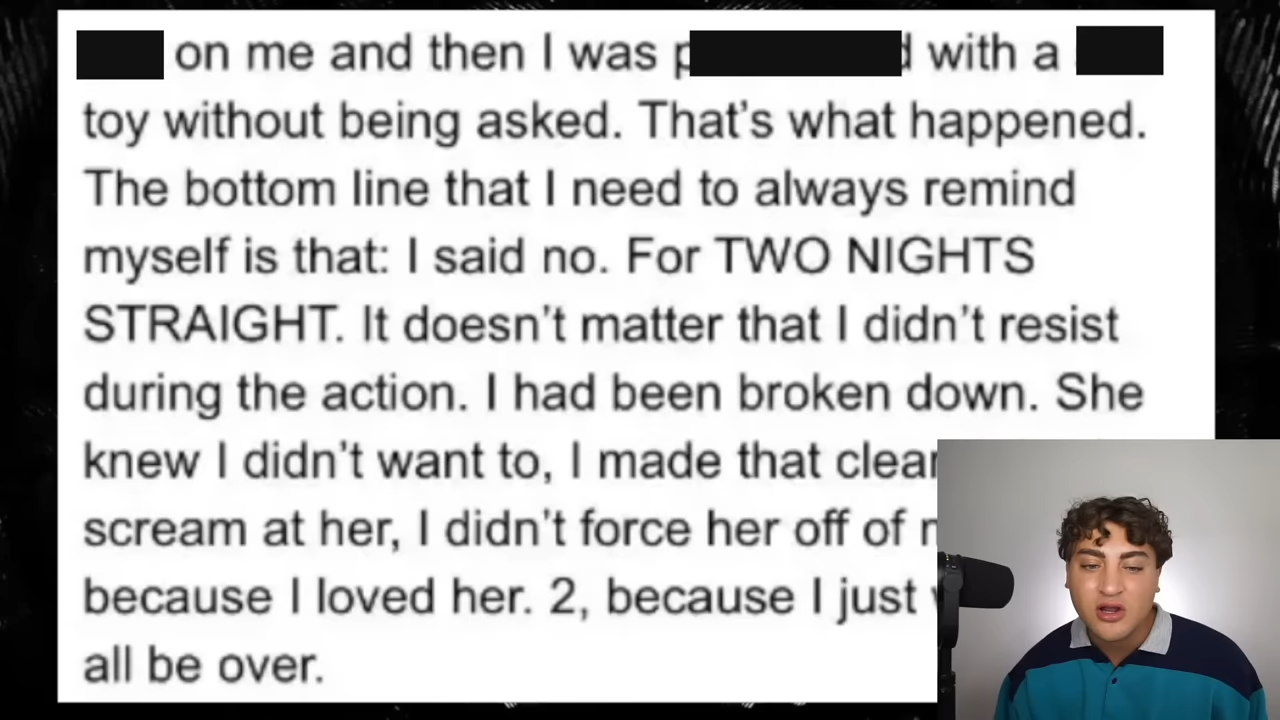 on me and then I was p d with a
toy without being asked. That’s what happened.
The bottom line that I need to always remind
myself is that: I said no. For TWO NIGHTS
STRAIGHT. It doesn’t matter that I didn’t resist
during the action. I had been broken down. She
knew I didn’t want to, I made that clear
scream at her, I didn’t force her off of
because I loved her. 2, because I just
all be over.